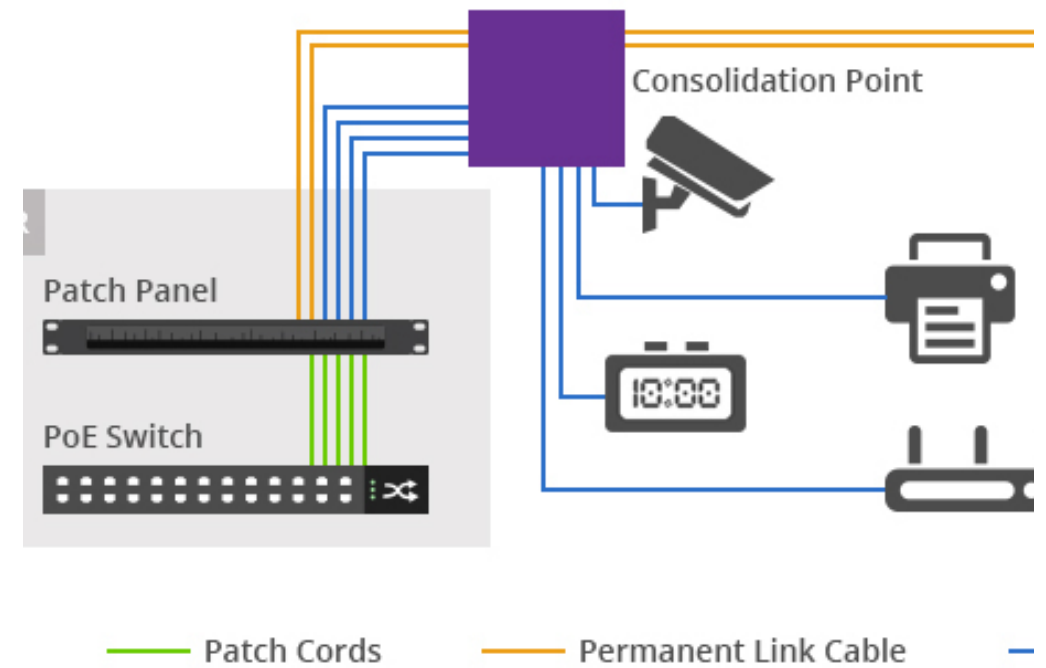 Consolidation Point
R
Patch Panel
10:00
PoE Switch
Patch Cords
Permanent Link Cable